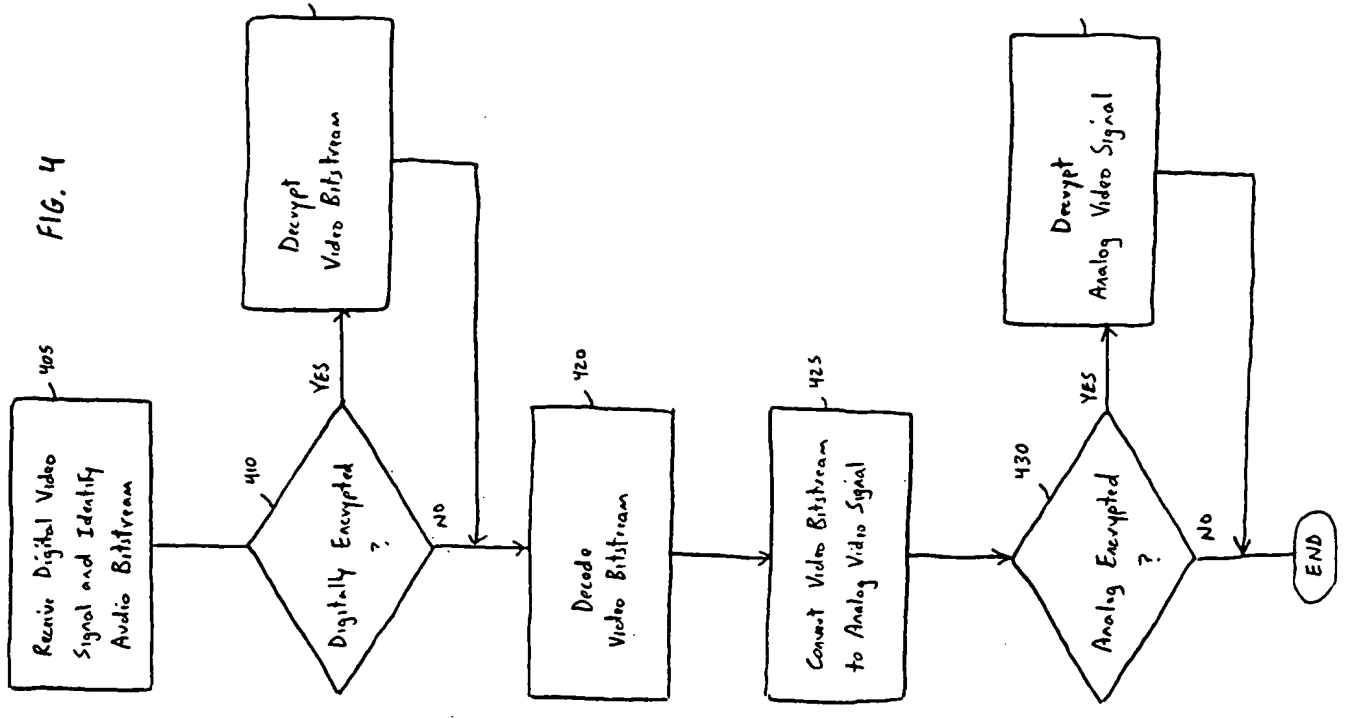 FIG. 4
Receive Digital Video
Signal and Identify
Audio Bitstream
405
410
Digitally Encrypted
?
YES
NO
Decrypt
Video Bitstream
420
Decode
Video Bitstream
425
Convert Video Bitstream
to Analog Video Signal
430
Analog Encrypted
?
YES
NO
Decrypt
Analog Video Signal
END